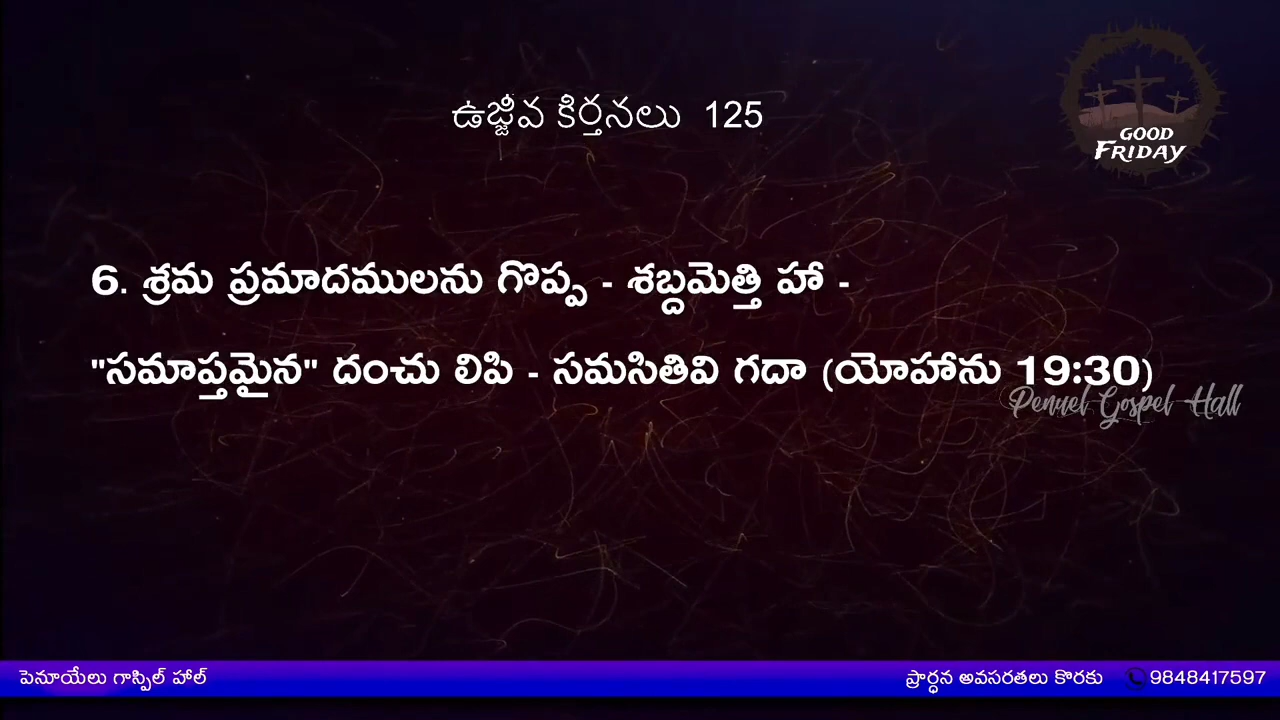 ఉజ్జీవ కిర్తనలు 125
GOOD
FRIDAY
6. శ్రమ ప్రమాదములను గొప్ప - శబ్దమెత్తి హా -
"సమాప్తమైన" దంచు లిపి - సమసితివి గదా (యోహాను 19:30)
Penuel Gospel Hall
పెనూయేలు గాస్పెల్ హాల్
ప్రార్ధన అవసరతలు కొరకు 9848417597